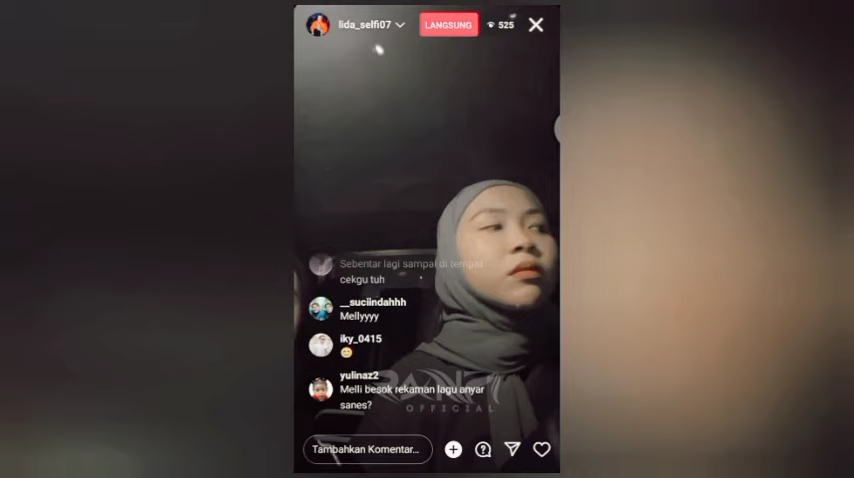 lida_selfi07
LANGSUNG
525
Sebentar lagi sampai di tempat
cekgu tuh
__suciindahhh
Mellyyyy
iky_0415
yulinaz2
Melli besok rekaman lagu anyar
sanes?
OFFICIAL
Tambahkan Komentar...